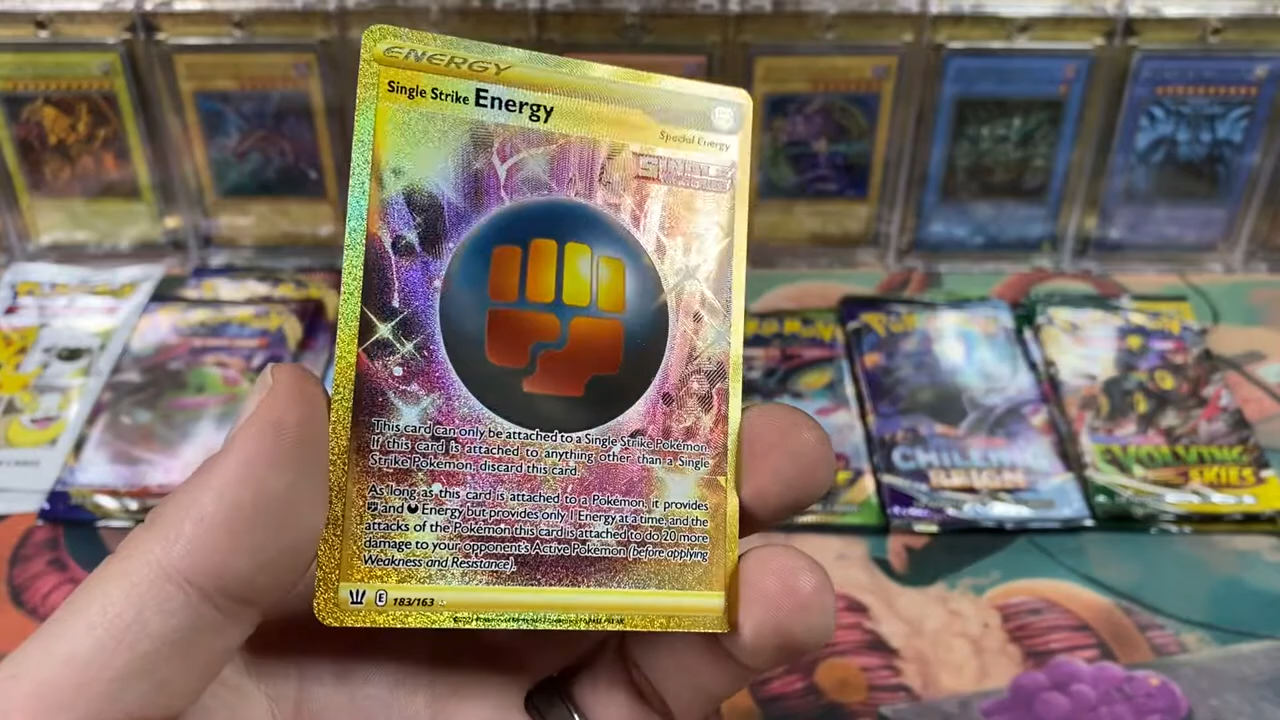 ENERGY
Single Strike Energy
Special Energy
SINGLE
This card can only be attached to a Single Strike Pokémon.
If this card is attached to anything other than a Single
Strike Pokémon, discard this card.
As long as this card is attached to a Pokémon, it provides
and Energy but provides only 1 Energy at a time, and the
attacks of the Pokémon this card is attached to do 20 more
damage to your opponent's Active Pokémon (before applying
Weakness and Resistance).
E 183/163
CHILLING
REIGN
EVOLVING
SKIES